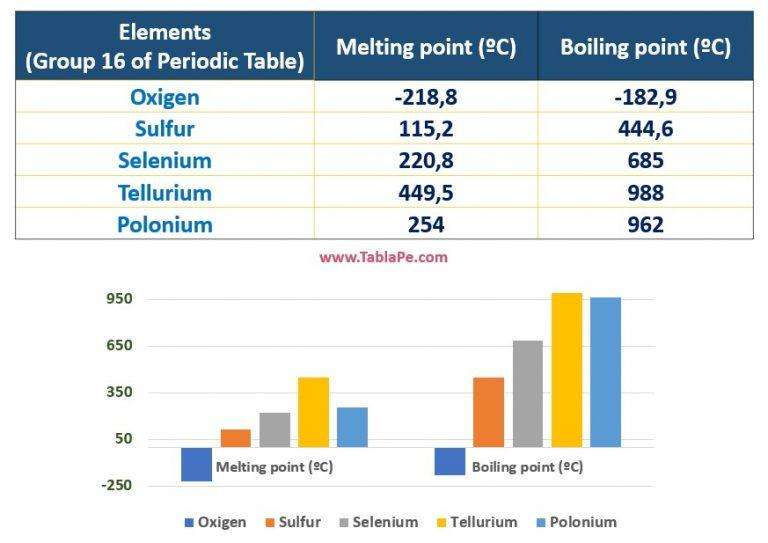 Elements
(Group 16 of Periodic Table) Melting point (ºC) Boiling point (ºC)
Oxigen -218,8 -182,9
Sulfur 115,2 444,6
Selenium 220,8 685
Tellurium 449,5 988
Polonium 254 962
www.TablaPe.com
950
650
350
50
-250
Melting point (ºC) Boiling point (ºC)
Oxigen Sulfur Selenium Tellurium Polonium